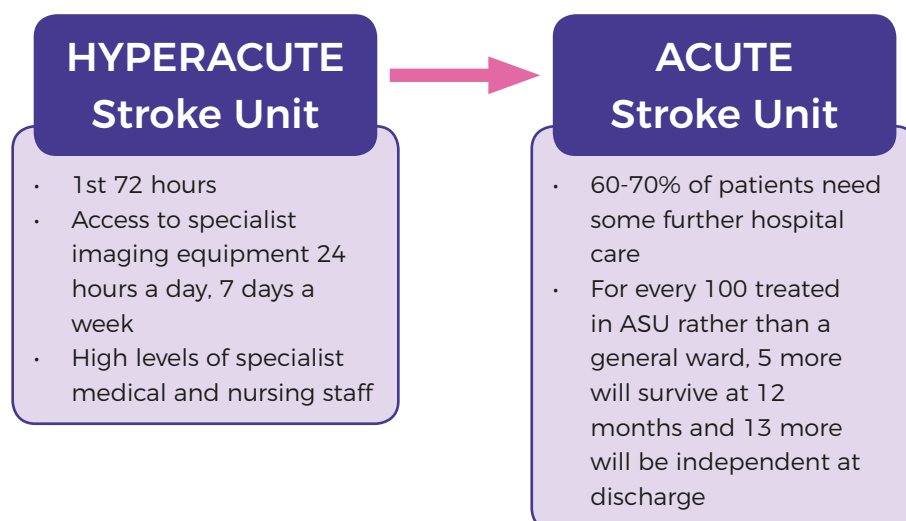 HYPERACUTE
Stroke Unit
• 1st 72 hours
• Access to specialist
imaging equipment 24
hours a day, 7 days a
week
• High levels of specialist
medical and nursing staff
ACUTE
Stroke Unit
• 60-70% of patients need
some further hospital
care
• For every 100 treated
in ASU rather than a
general ward, 5 more
will survive at 12
months and 13 more
will be independent at
discharge